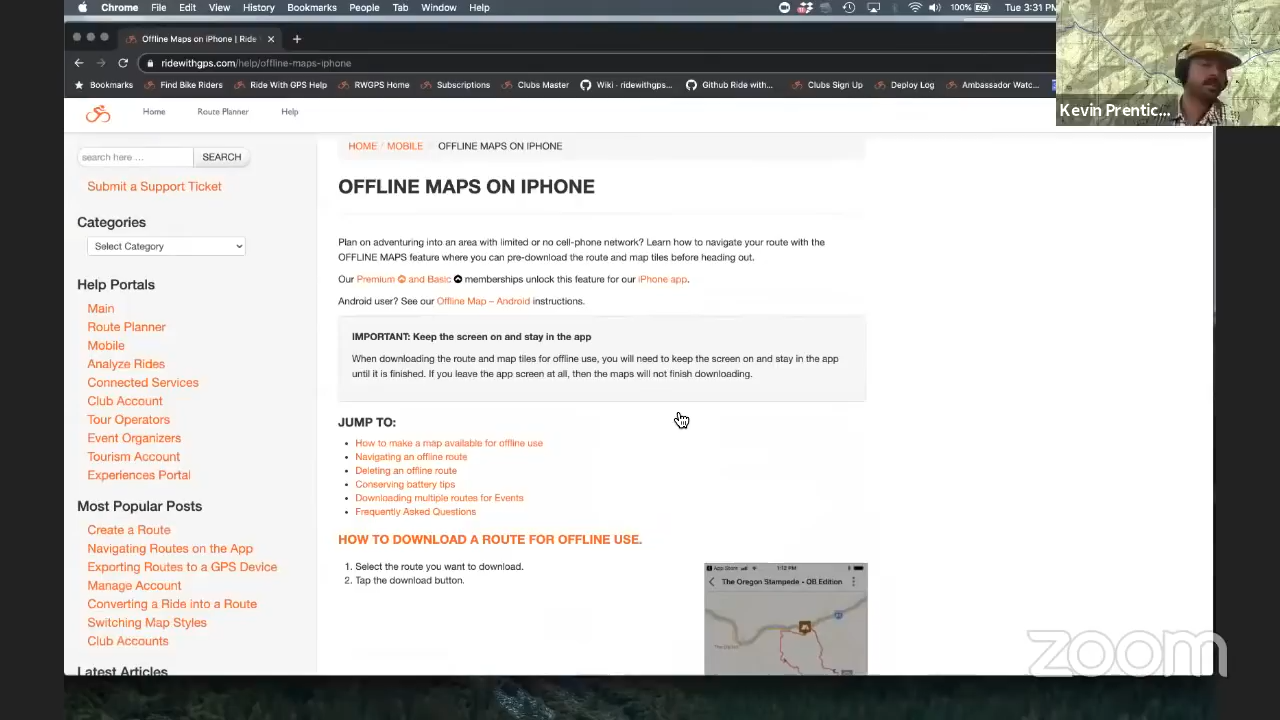 Chrome File Edit View History Bookmarks People Tab Window Help
100% Tue 3:31 PM
Offline Maps on iPhone | Ride
ridewithgps.com/help/offline-maps-iphone
Bookmarks Find Bike Riders Ride With GPS Help RWGPS Home Subscriptions Clubs Master Wiki · ridewithgps... Github Ride with... Clubs Sign Up Deploy Log Ambassador Watc...
Kevin Prentic...
Home Route Planner Help
search here ... SEARCH
Submit a Support Ticket
Categories
Select Category
Help Portals
Main
Route Planner
Mobile
Analyze Rides
Connected Services
Club Account
Tour Operators
Event Organizers
Tourism Account
Experiences Portal
Most Popular Posts
Create a Route
Navigating Routes on the App
Exporting Routes to a GPS Device
Manage Account
Converting a Ride into a Route
Switching Map Styles
Club Accounts
Latest Articles
HOME / MOBILE / OFFLINE MAPS ON IPHONE
OFFLINE MAPS ON IPHONE
Plan on adventuring into an area with limited or no cell-phone network? Learn how to navigate your route with the
OFFLINE MAPS feature where you can pre-download the route and map tiles before heading out.
Our Premium and Basic memberships unlock this feature for our iPhone app.
Android user? See our Offline Map – Android instructions.
IMPORTANT: Keep the screen on and stay in the app
When downloading the route and map tiles for offline use, you will need to keep the screen on and stay in the app
until it is finished. If you leave the app screen at all, then the maps will not finish downloading.
JUMP TO:
How to make a map available for offline use
Navigating an offline route
Deleting an offline route
Conserving battery tips
Downloading multiple routes for Events
Frequently Asked Questions
HOW TO DOWNLOAD A ROUTE FOR OFFLINE USE.
1. Select the route you want to download.
2. Tap the download button.
App Store 1:12 PM
The Oregon Stampede - OB Edition
zoom